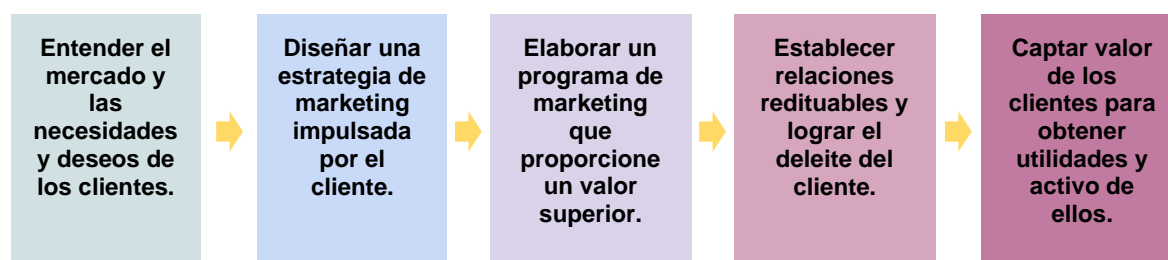 Entender el
mercado y
las
necesidades
y deseos de
los clientes.
Diseñar una
estrategia de
marketing
impulsada
por el
cliente.
Elaborar un
programa de
marketing
que
proporcione
un valor
superior.
Establecer
relaciones
redituables y
lograr el
deleite del
cliente.
Captar valor
de los
clientes para
obtener
utilidades y
activo de
ellos.